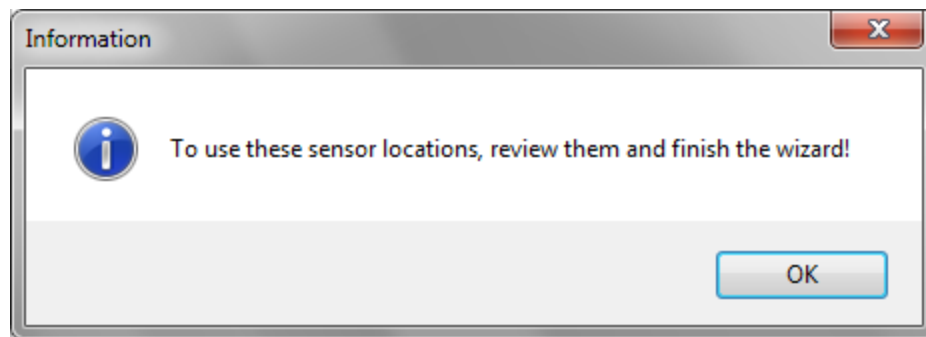 Information
To use these sensor locations, review them and finish the wizard!
OK